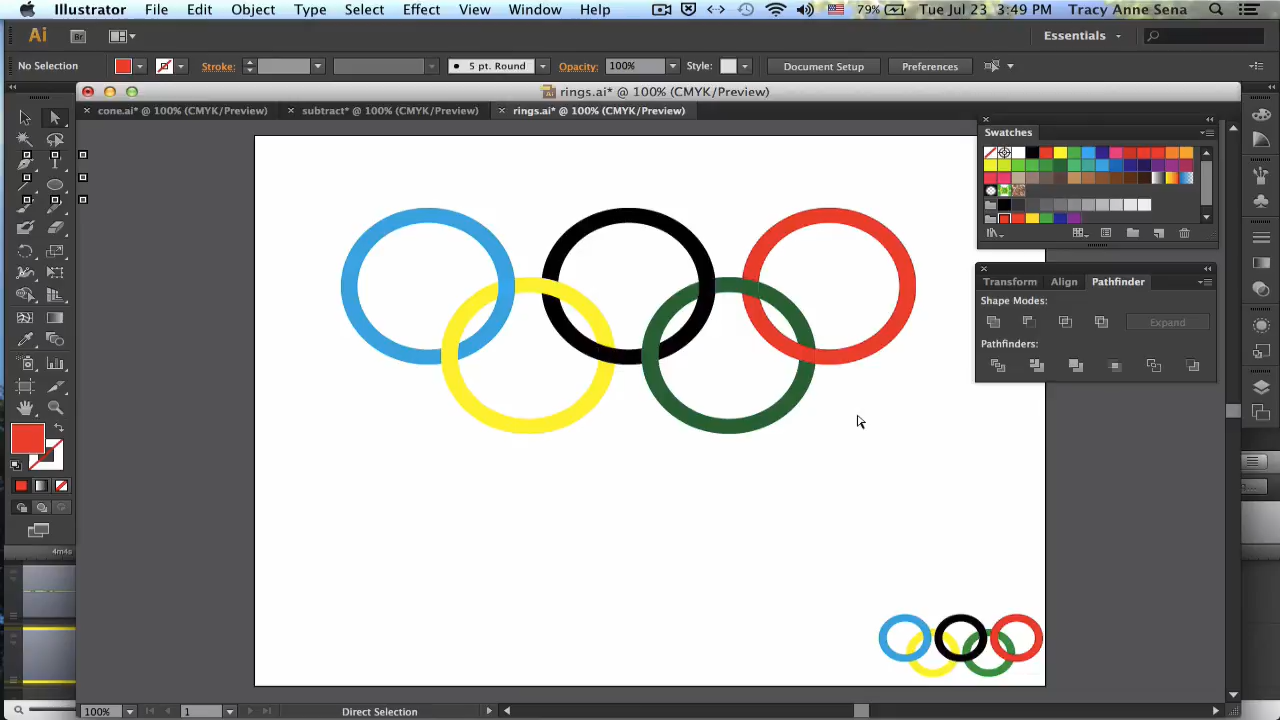 Illustrator File Edit Object Type Select Effect View Window Help 79% Tue Jul 23 3:49 PM Tracy Anne Sena
Ai Br Essentials
No Selection Stroke: 5 pt. Round Opacity: 100% Style: Document Setup Preferences
rings.ai* @ 100% (CMYK/Preview)
cone.ai* @ 100% (CMYK/Preview) subtract* @ 100% (CMYK/Preview) rings.ai* @ 100% (CMYK/Preview)
Swatches
Transform Align Pathfinder
Shape Modes:
Expand
Pathfinders:
4m4s
100% 1 Direct Selection